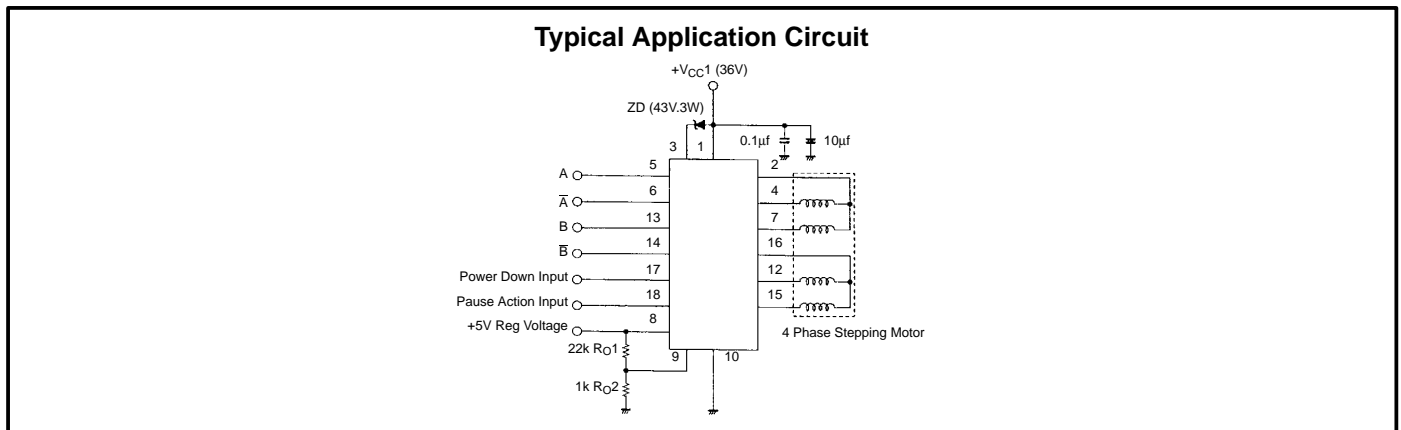 Typical Application Circuit
+VCC1 (36V)
ZD (43V.3W)
0.1µf
10µf
3
1
5
2
A
6
4
A̅
13
7
B
14
16
B̅
17
12
Power Down Input
18
15
Pause Action Input
8
+5V Reg Voltage
4 Phase Stepping Motor
22k RO1
9
10
1k RO2